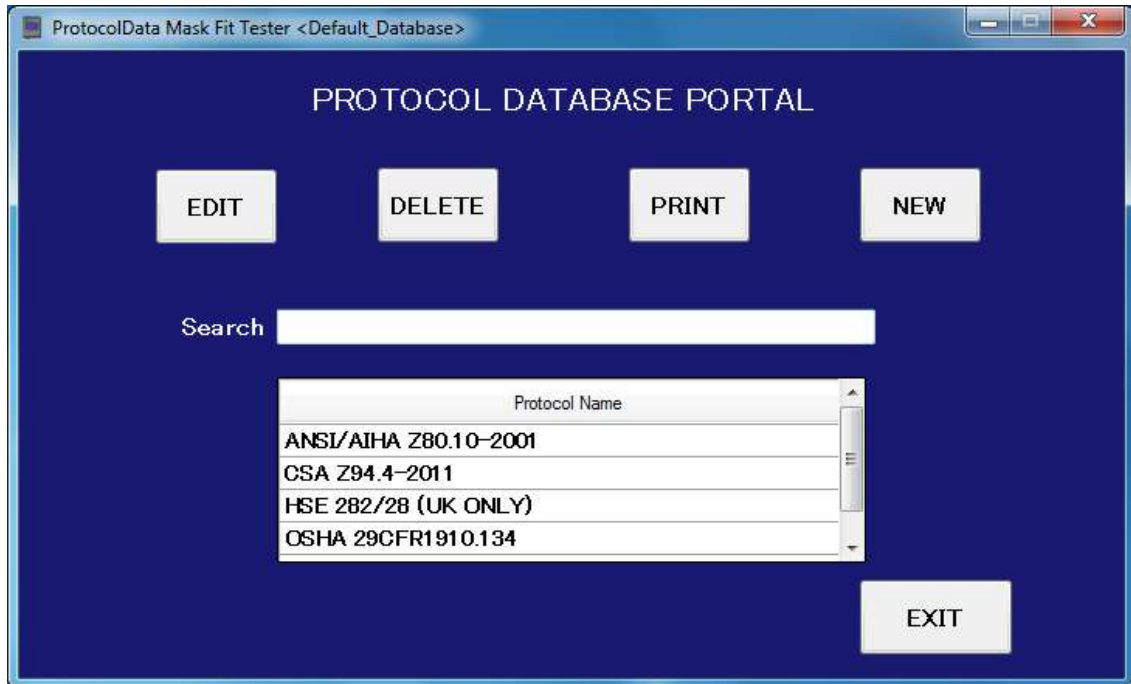 ProtocolData Mask Fit Tester <Default_Database>
PROTOCOL DATABASE PORTAL
EDIT DELETE PRINT NEW
Search
Protocol Name
ANSI/AIHA Z80.10-2001
CSA Z94.4-2011
HSE 282/28 (UK ONLY)
OSHA 29CFR1910.134
EXIT